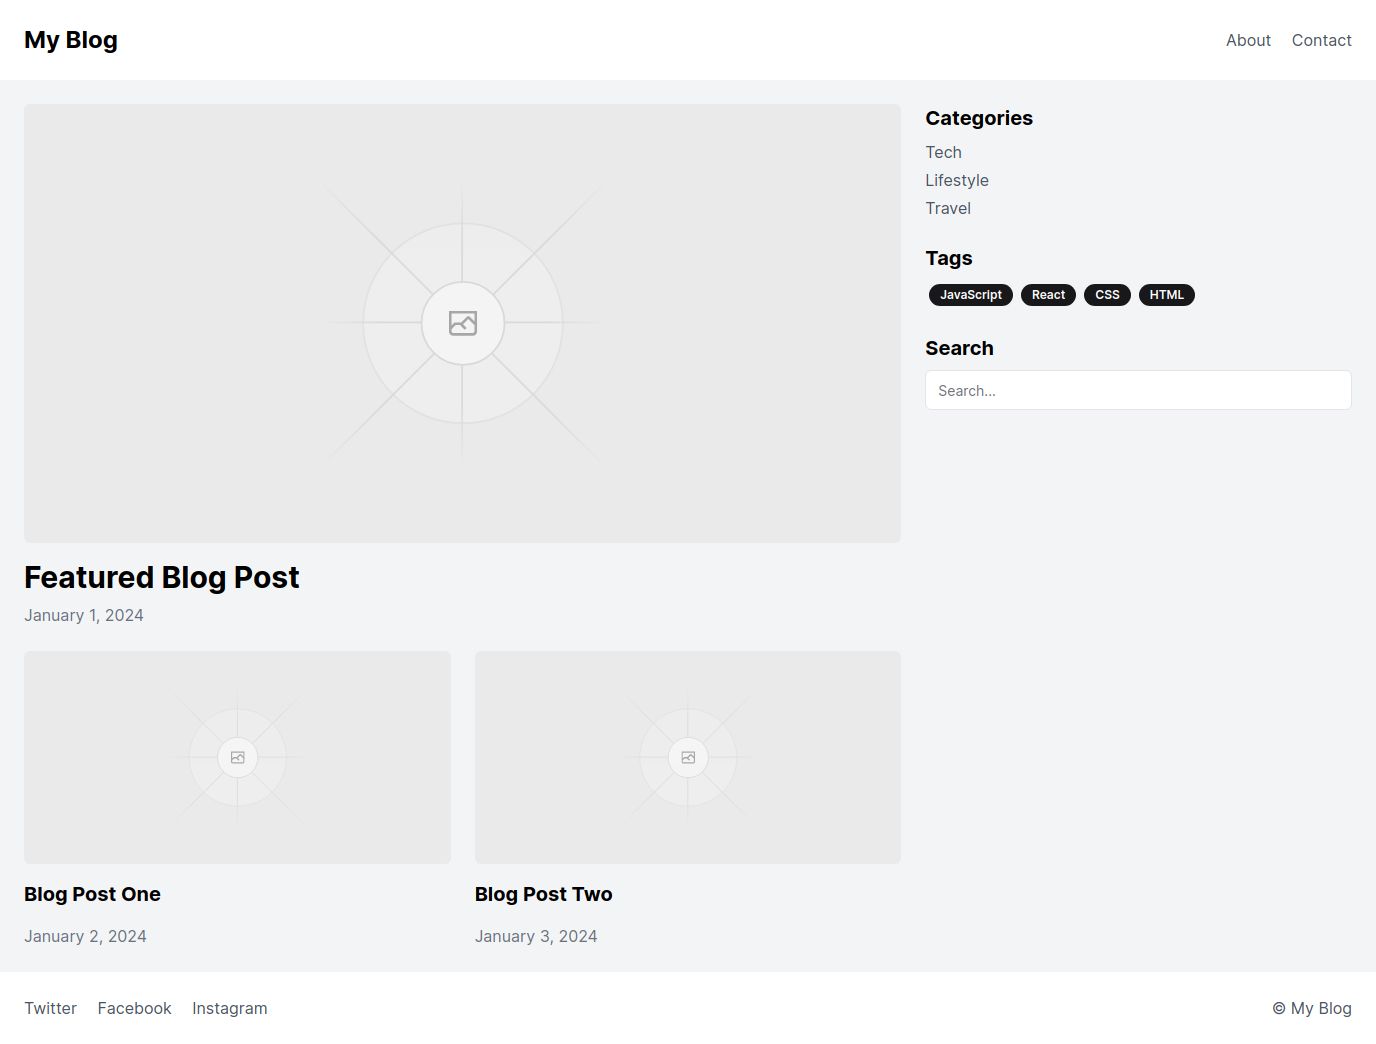 My Blog
About Contact
Featured Blog Post
January 1, 2024
Blog Post One
January 2, 2024
Blog Post Two
January 3, 2024
Categories
Tech
Lifestyle
Travel
Tags
JavaScript React CSS HTML
Search
Search...
Twitter Facebook Instagram
© My Blog